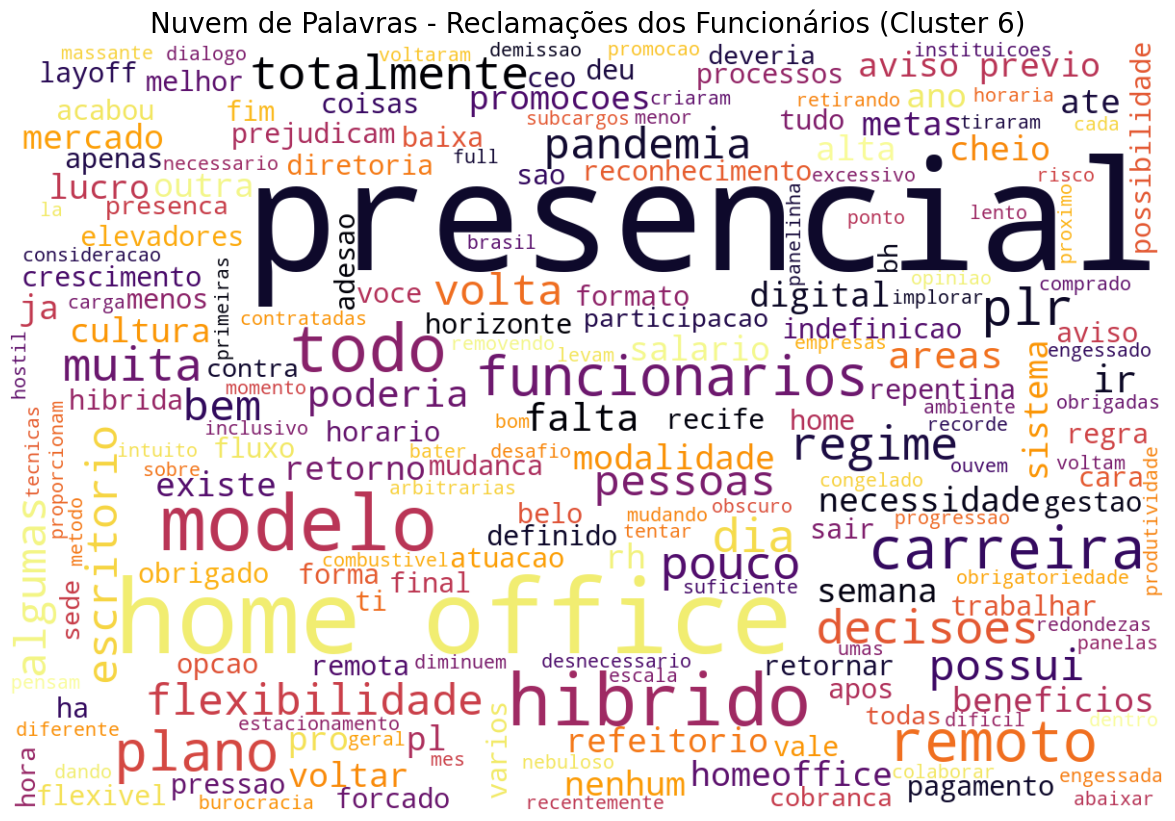 Nuvem de Palavras - Reclamações dos Funcionários (Cluster 6)
massante dialogo voltaram demissao promocao deveria instituicoes
layoff melhor totalmente ceo deu processos aviso previo
acabou fim coisas promocoes criaram retirando ano horaria ate
mercado prejudicam baixa subcargos menor tudo metas tiraram cada
apenas necessario diretoria full pandemia alta cheio possibilidade
lucro outra sao reconhecimento excessivo risco
la presenca presencial panelinha ponto lento proximo
elevadores adesao brasil bh
consideracao crescimento primeiras opiniao comprado
ja carga menos voce volta formato digital implorar plr
cultura contratadas horizonte participacao indefinicao aviso
hostil muita contra todo removendo levam salario empresas areas sistema engessado
momento funcionarios repentina ir
hibrida bem poderia falta recife home ambiente obrigadas
tecnicas inclusivo horario bom recorde regra
proporcionam escritorio intuito fluxo bater desafio regime ouvem voltam
sobre retorno mudanca modalidade congelado cara
algumas metodo existe arbitrarias pessoas necessidade gestao produtividade
modelo belo obscuro sair progressao
definido mudando tentar dia
sede combustivel atuacao rh carreira
obrigado forma final pouco obrigatoriedade
ti suficiente semana trabalhar
home office decisoes redondezas
umas panelas
pensam opcao remota diminuem desnecessario escala retornar possui
ha flexibilidade hibrido apos beneficios
diferente estacionamento varios todas dificil dentro
hora plano pro geral pl refeitorio vale remoto
dando mes nebuloso
flexivel pressao voltar nenhum homeoffice colaborar pagamento engessada
burocracia forcado recentemente cobranca abaixar